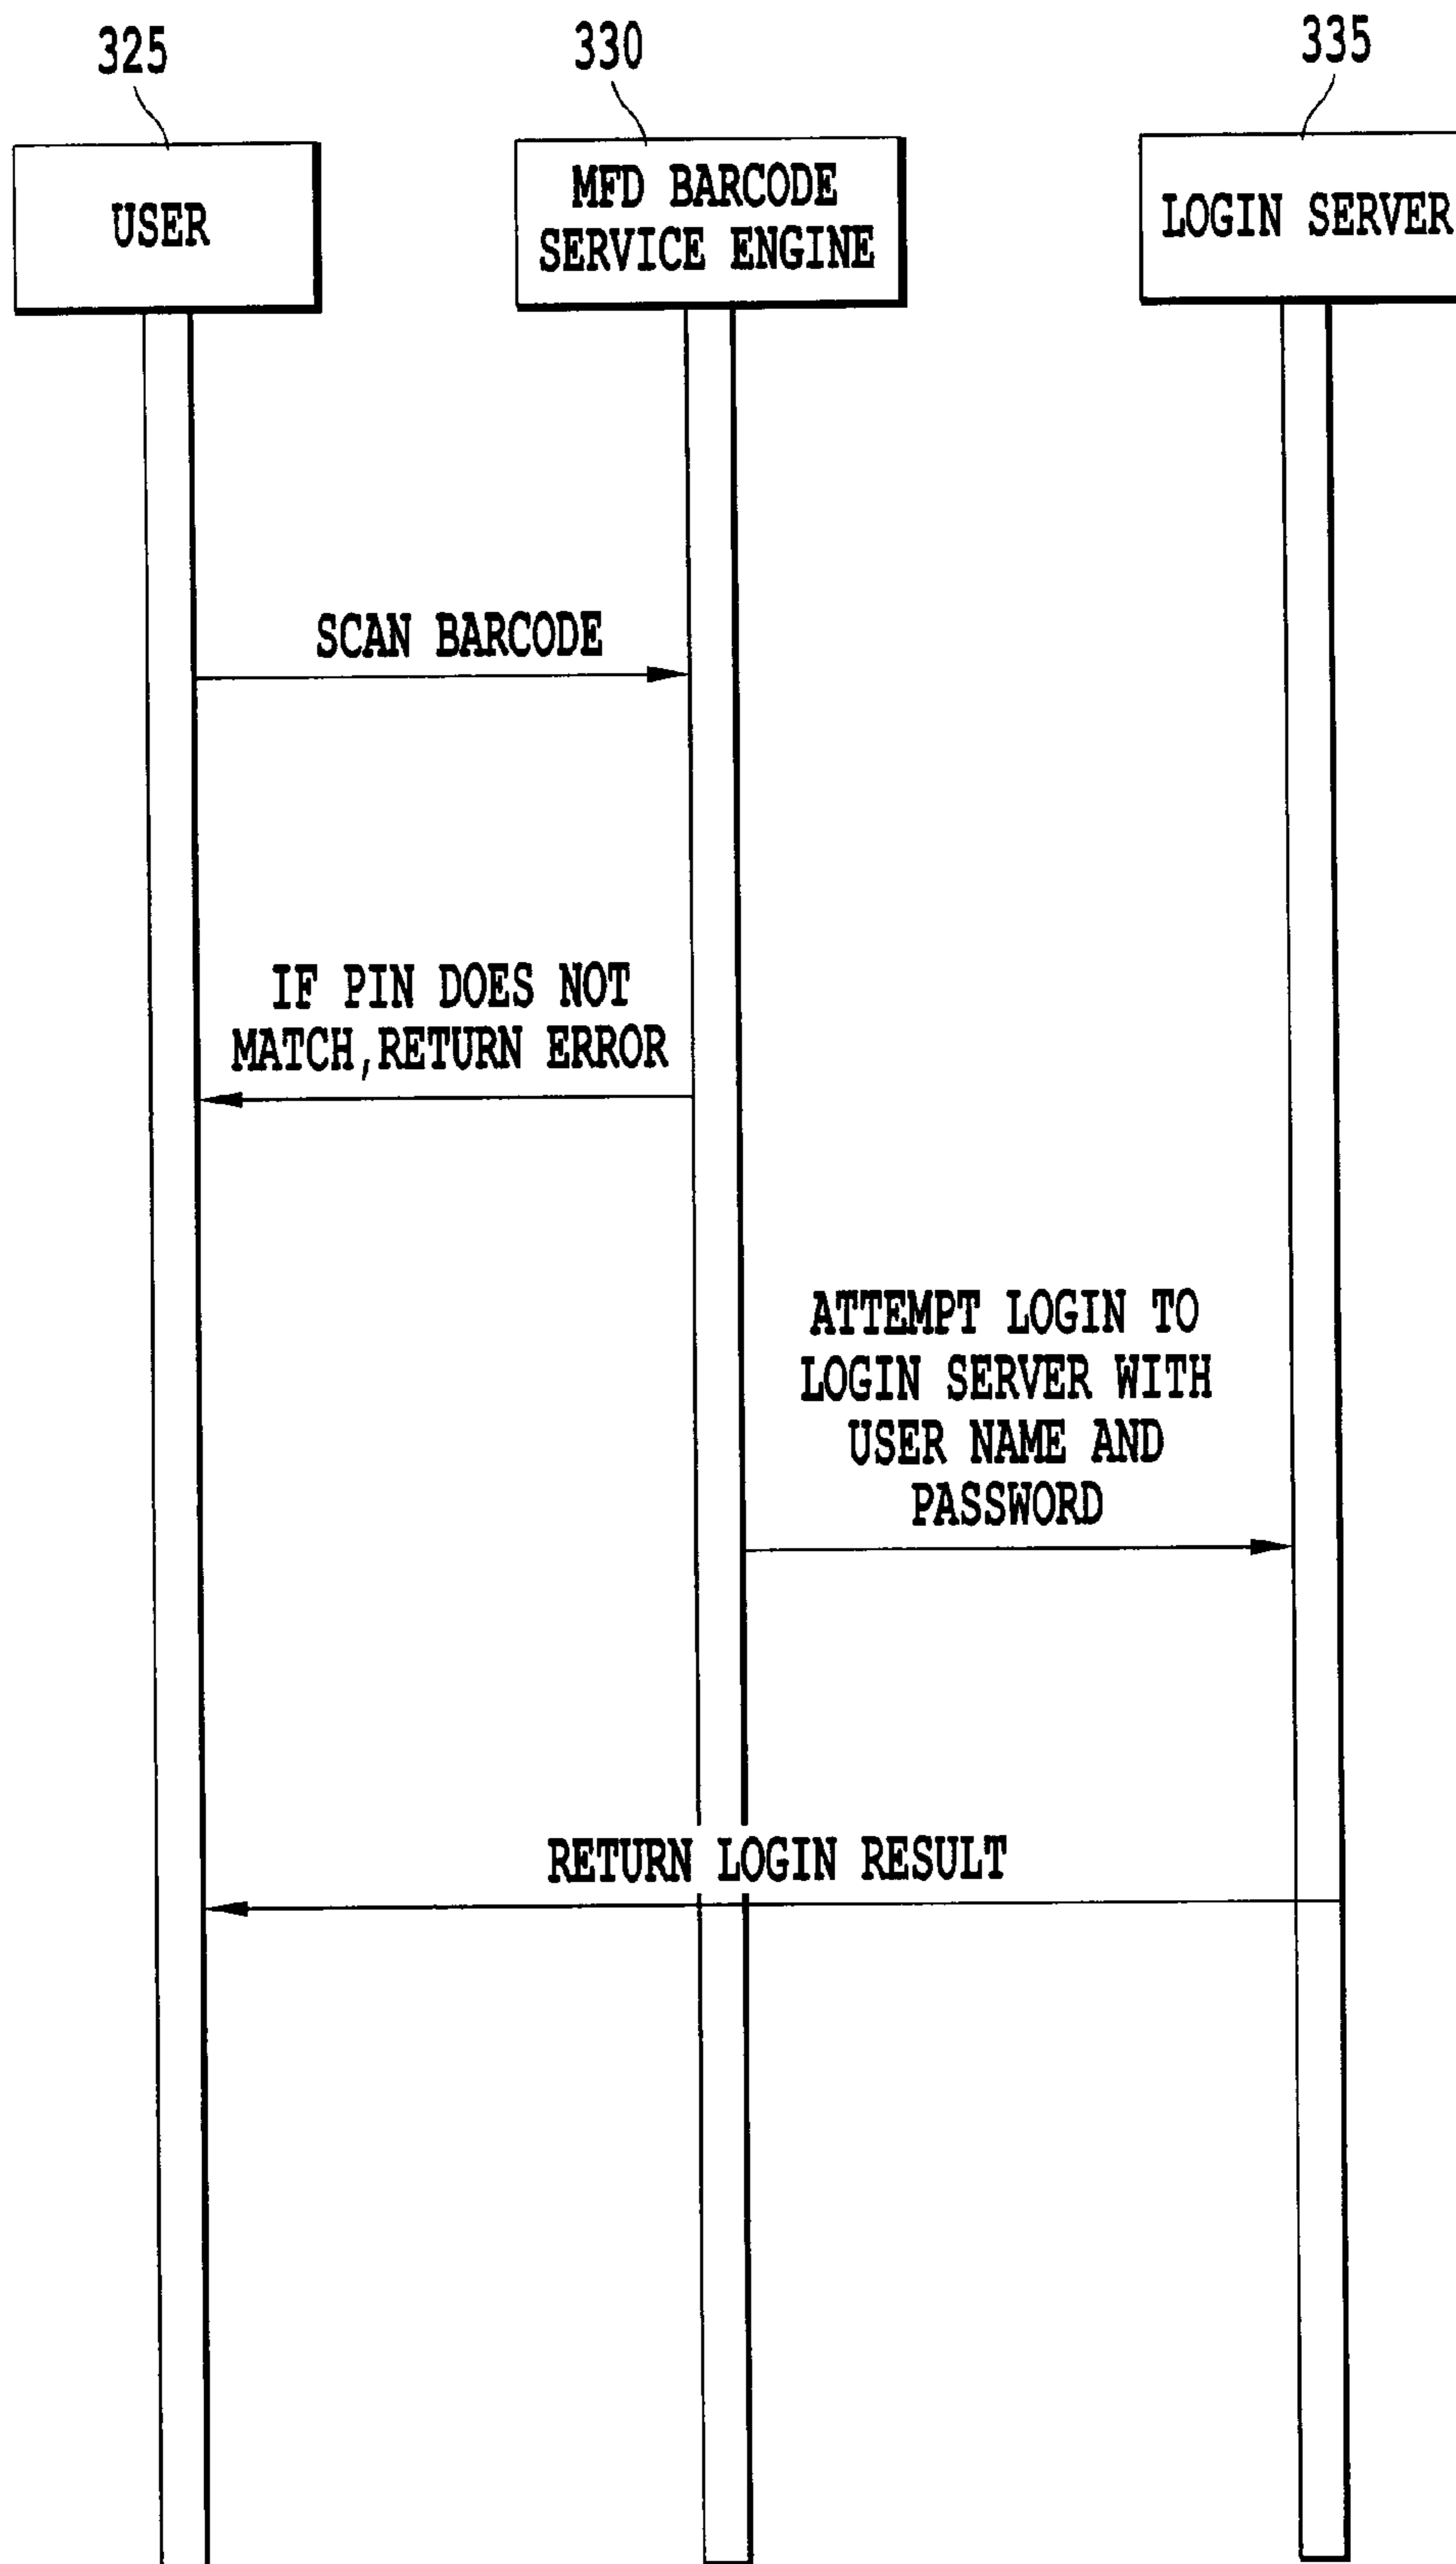 325
330
335
USER
MFD BARCODE
SERVICE ENGINE
LOGIN SERVER
SCAN BARCODE
IF PIN DOES NOT
MATCH,RETURN ERROR
ATTEMPT LOGIN TO
LOGIN SERVER WITH
USER NAME AND
PASSWORD
RETURN LOGIN RESULT